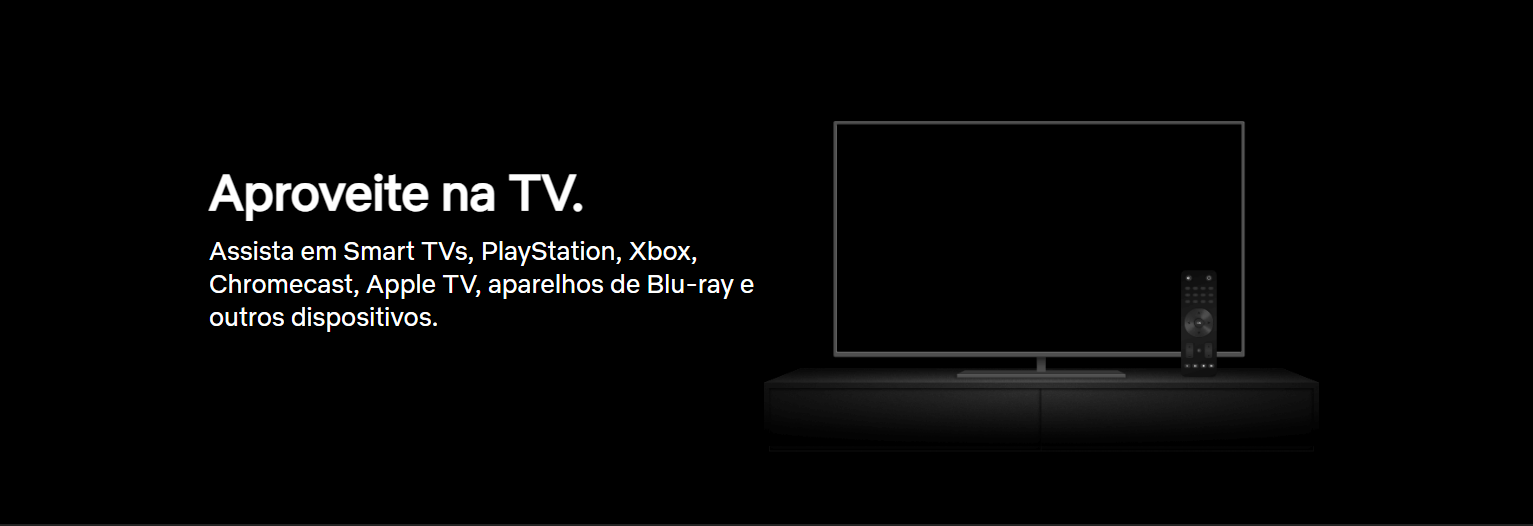 Aproveite na TV.
Assista em Smart TVs, PlayStation, Xbox,
Chromecast, Apple TV, aparelhos de Blu-ray e
outros dispositivos.